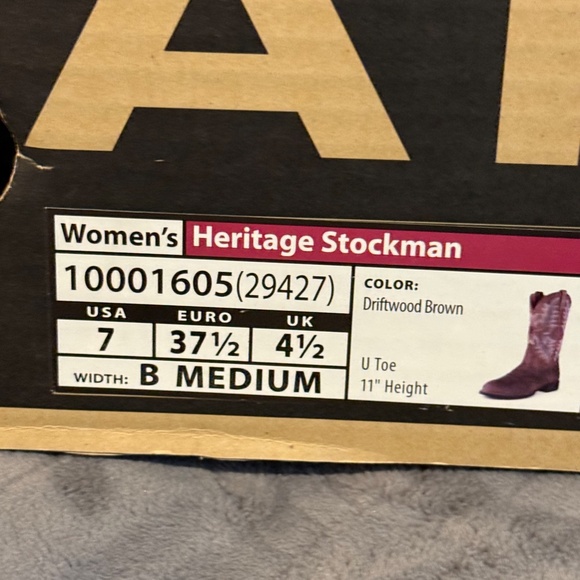 A
Women's Heritage Stockman
10001605(29427)
USA EURO UK
7 37½ 4½
WIDTH: B MEDIUM
COLOR:
Driftwood Brown
U Toe
11" Height